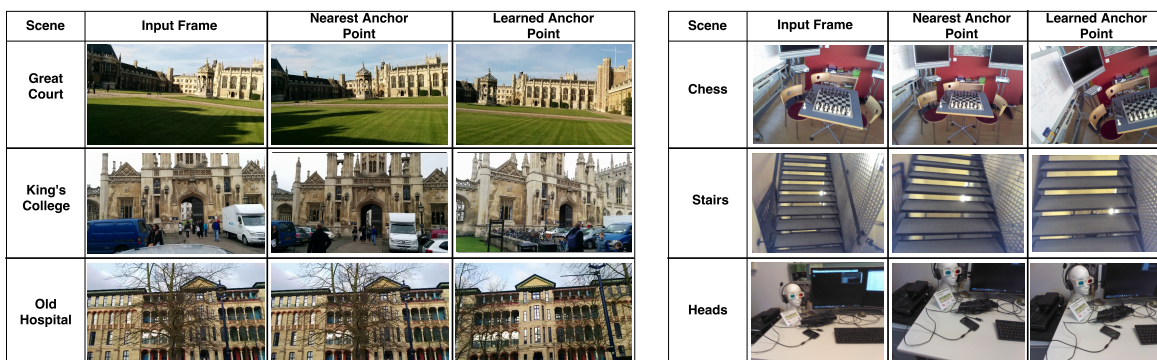 Scene Input Frame Nearest Anchor Point Learned Anchor Point
Great Court
King's College
Old Hospital
Scene Input Frame Nearest Anchor Point Learned Anchor Point
Chess
Stairs
Heads